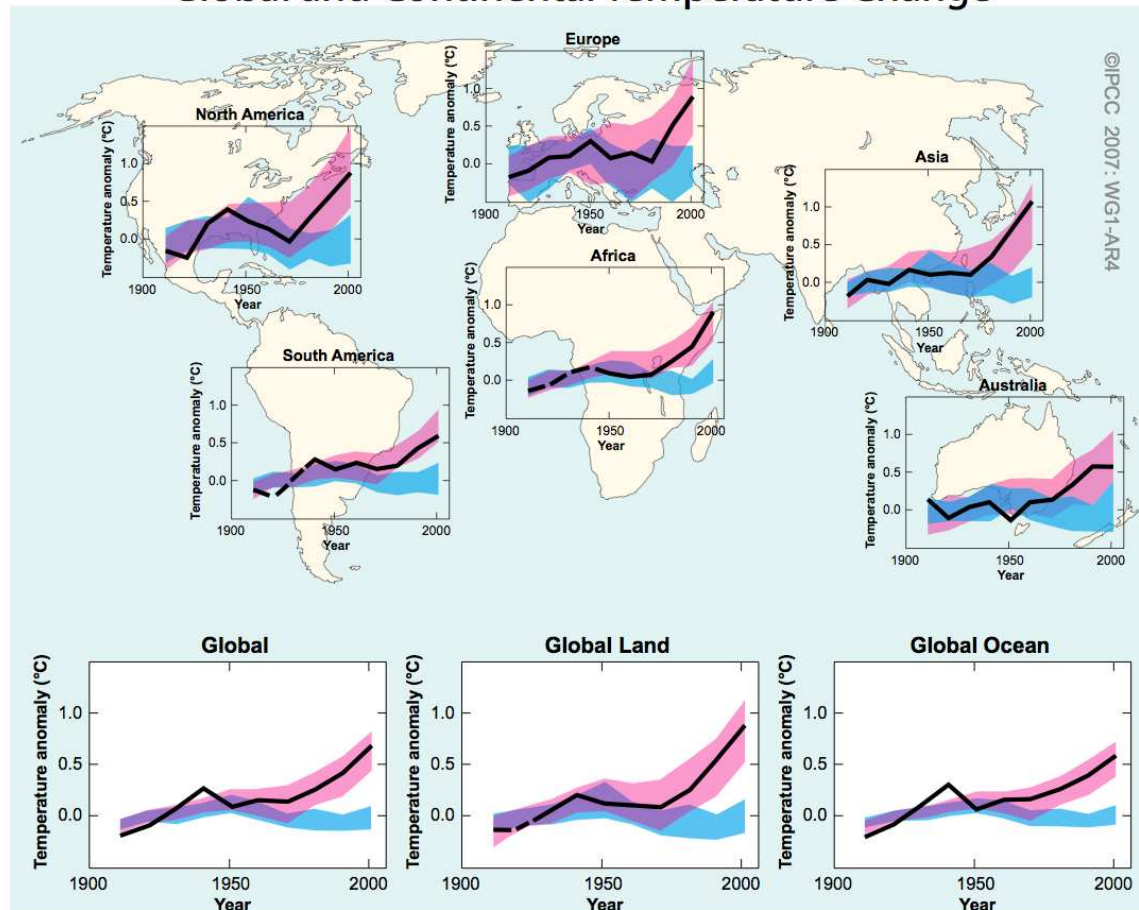 Global and Continental Temperature Change
Europe
Temperature anomaly (°C)
1.0
0.5
0.0
1900
1950
2000
Year
North America
Temperature anomaly (°C)
1.0
0.5
0.0
1900
1950
2000
Year
Asia
Temperature anomaly (°C)
1.0
0.5
0.0
1900
1950
2000
Year
©IPCC 2007: WG1-AR4
Africa
Temperature anomaly (°C)
1.0
0.5
0.0
1900
1950
2000
Year
South America
Temperature anomaly (°C)
1.0
0.5
0.0
1900
1950
2000
Year
Australia
Temperature anomaly (°C)
1.0
0.5
0.0
1900
1950
2000
Year
Global
Temperature anomaly (°C)
1.0
0.5
0.0
1900
1950
2000
Year
Global Land
Temperature anomaly (°C)
1.0
0.5
0.0
1900
1950
2000
Year
Global Ocean
Temperature anomaly (°C)
1.0
0.5
0.0
1900
1950
2000
Year